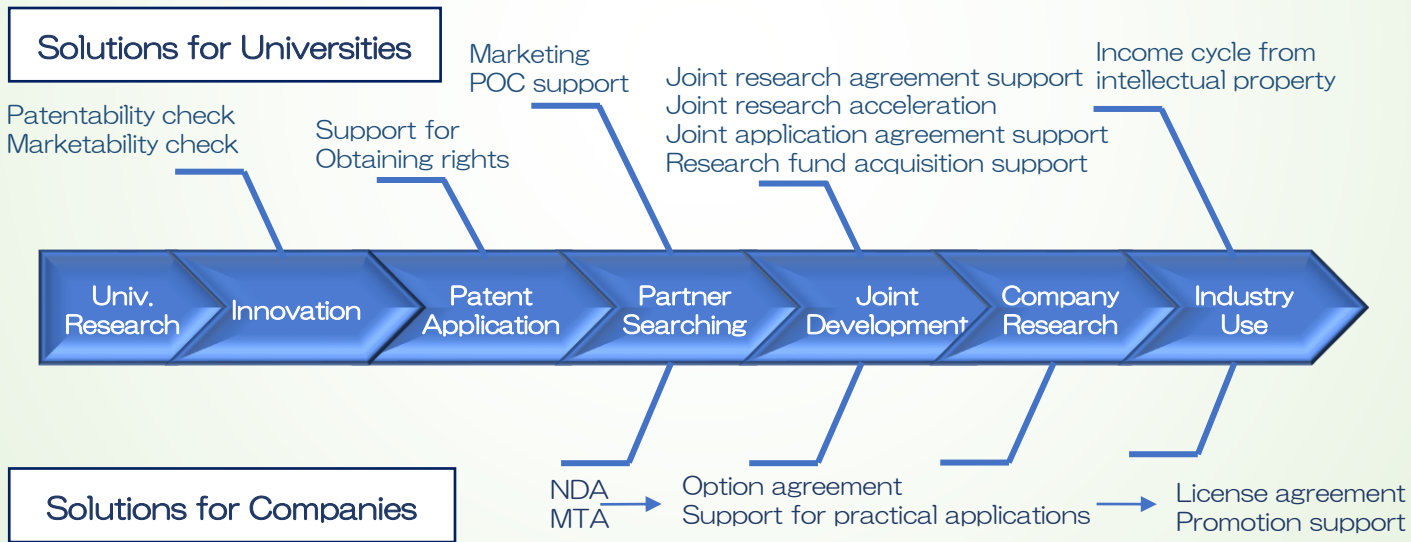 Solutions for Universities
Patentability check
Marketability check
Support for
Obtaining rights
Marketing
POC support
Joint research agreement support
Joint research acceleration
Joint application agreement support
Research fund acquisition support
Income cycle from
intellectual property
Univ.
Research
Innovation
Patent
Application
Partner
Searching
Joint
Development
Company
Research
Industry
Use
Solutions for Companies
NDA
MTA
Option agreement
Support for practical applications
License agreement
Promotion support